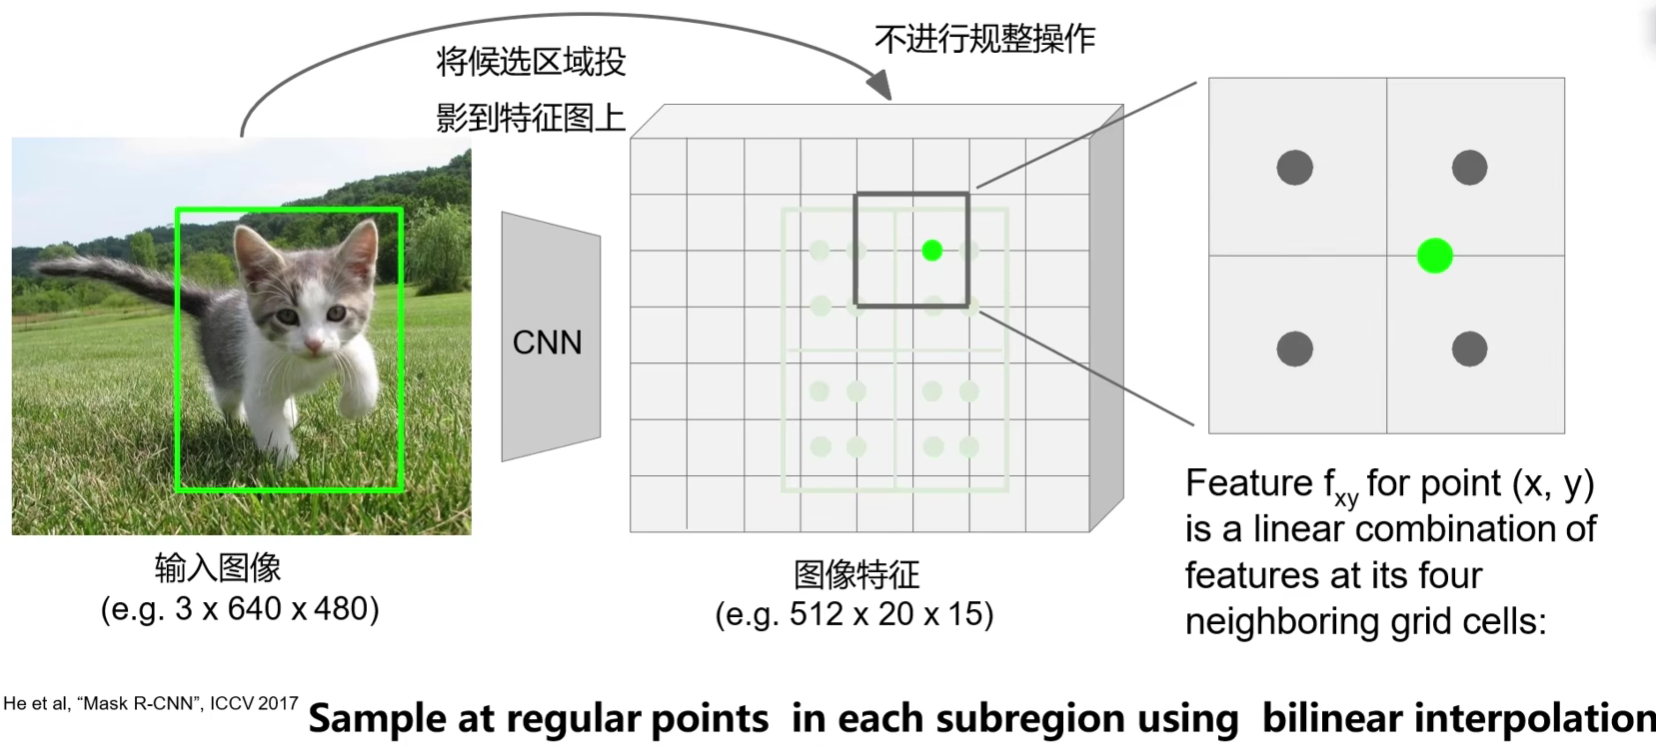 将候选区域投
影到特征图上
不进行规整操作
CNN
输入图像
(e.g. 3 x 640 x 480)
图像特征
(e.g. 512 x 20 x 15)
Feature fxy for point (x, y)
is a linear combination of
features at its four
neighboring grid cells:
He et al, “Mask R-CNN”, ICCV 2017
Sample at regular points in each subregion using bilinear interpolation